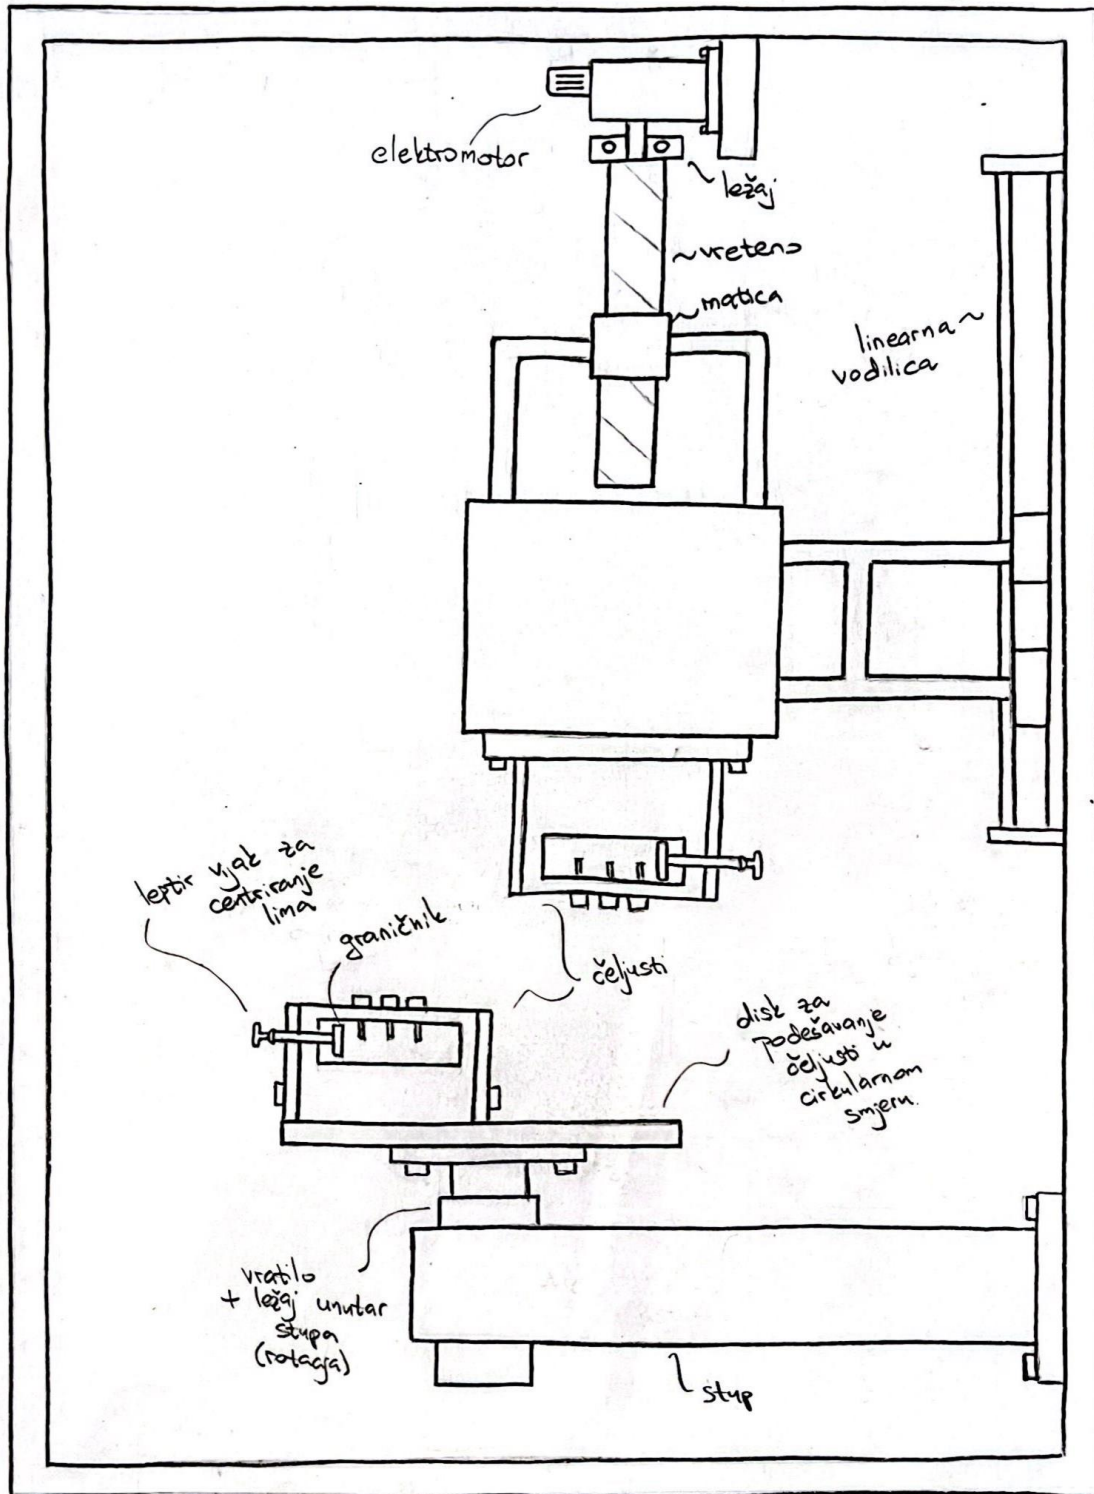 elektromotor
ležaj
vreteno
matica
linearna
vodilica
leptir vijak za
centriranje
lima
graničnik
čeljusti
disk za
podešavanje
čeljusti u
cirkularnom
smjeru.
vratilo
+ ležaj unutar
stupa
(rotacija)
stup